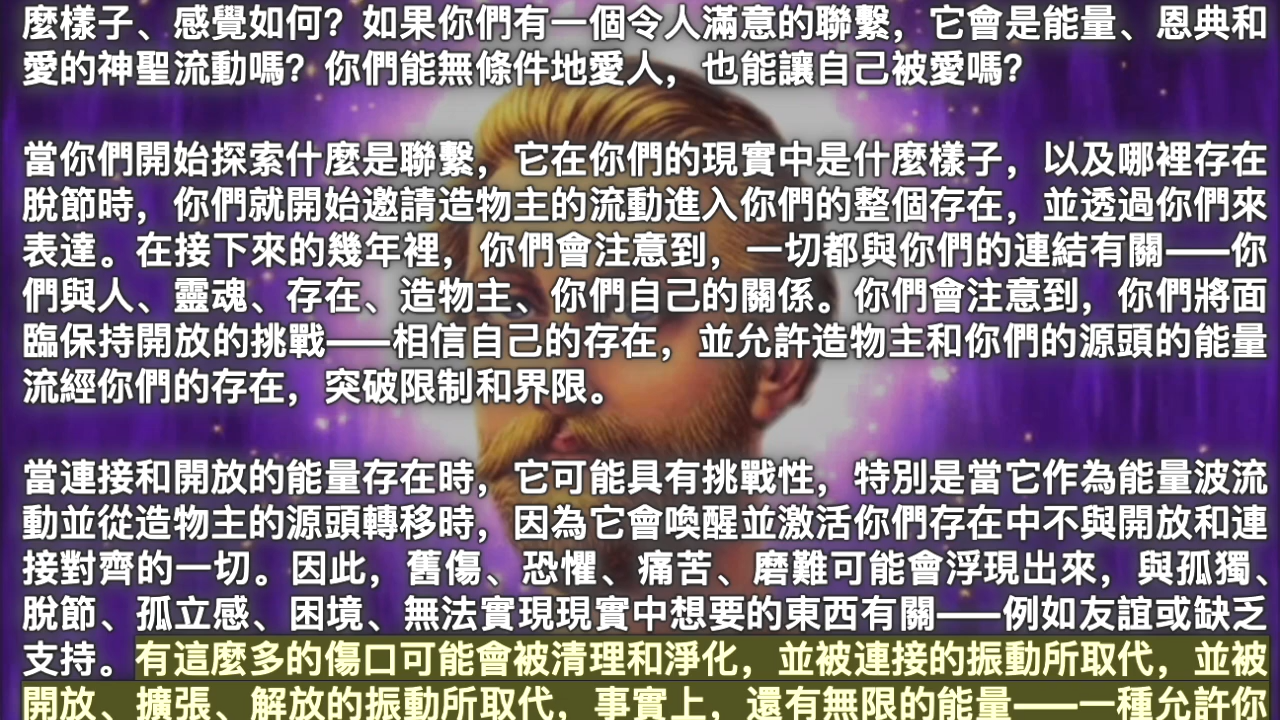 麼樣子、感覺如何？如果你們有一個令人滿意的聯繫，它會是能量、恩典和
愛的神聖流動嗎？你們能無條件地愛人，也能讓自己被愛嗎？
當你們開始探索什麼是聯繫，它在你們的現實中是什麼樣子，以及哪裡存在
脫節時，你們就開始邀請造物主的流動進入你們的整個存在，並透過你們來
表達。在接下來的幾年裡，你們會注意到，一切都與你們的連結有關——你
們與人、靈魂、存在、造物主、你們自己的關係。你們會注意到，你們將面
臨保持開放的挑戰——相信自己的存在，並允許造物主和你們的源頭的能量
流經你們的存在，突破限制和界限。
當連接和開放的能量存在時，它可能具有挑戰性，特別是當它作為能量波流
動並從造物主的源頭轉移時，因為它會喚醒並激活你們存在中不與開放和連
接對齊的一切。因此，舊傷、恐懼、痛苦、磨難可能會浮現出來，與孤獨、
脫節、孤立感、困境、無法實現現實中想要的東西有關——例如友誼或缺乏
支持。有這麼多的傷口可能會被清理和淨化，並被連接的振動所取代，並被
開放、擴張、解放的振動所取代，事實上，還有無限的能量——一種允許你